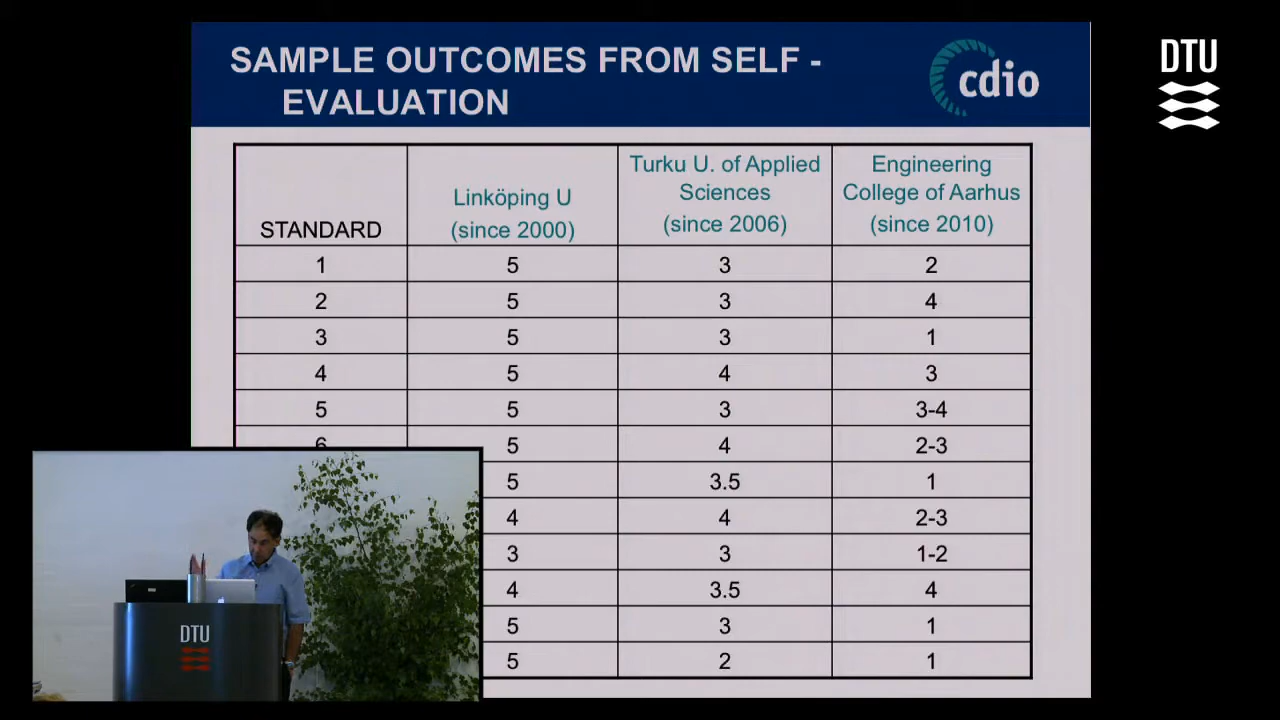 SAMPLE OUTCOMES FROM SELF -
EVALUATION
cdio
DTU
STANDARD
Linköping U
(since 2000)
Turku U. of Applied
Sciences
(since 2006)
Engineering
College of Aarhus
(since 2010)
1 5 3 2
2 5 3 4
3 5 3 1
4 5 4 3
5 5 3 3-4
6 5 4 2-3
5 3.5 1
4 4 2-3
3 3 1-2
4 3.5 4
5 3 1
5 2 1
DTU